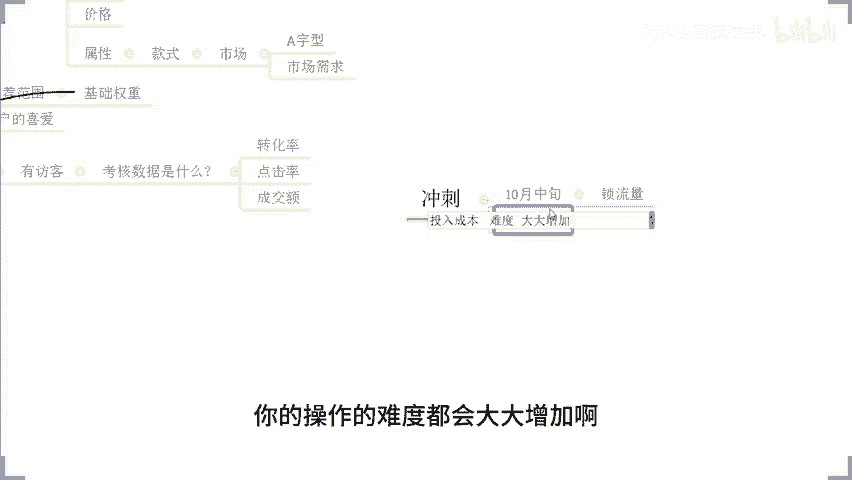 价格
属性 款式 市场 A字型
市场需求
荐范围 基础权重
户的喜爱
有访客 考核数据是什么? 转化率
点击率
成交额
冲刺 10月中旬 锁流量
投入成本 难度 大大增加
bilibili
你的操作的难度都会大大增加啊